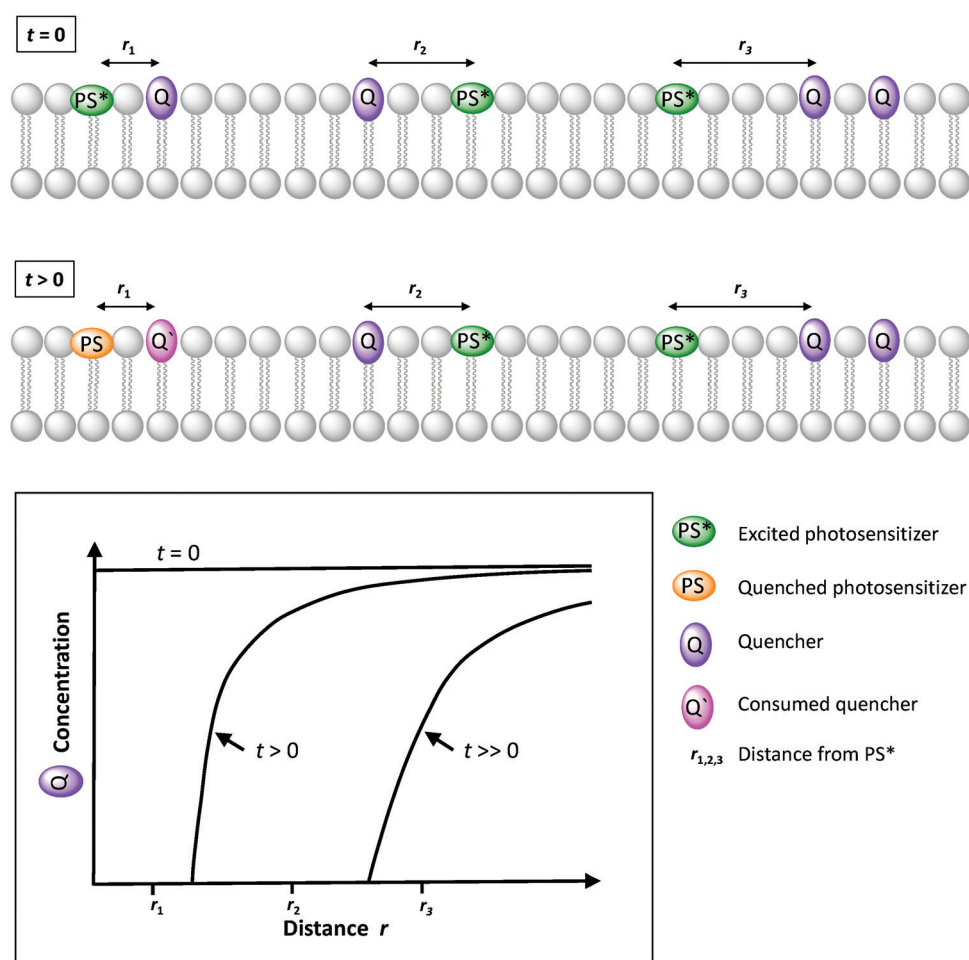 t = 0
r1 r2 r3
PS* Q Q PS* PS* Q Q
t > 0
r1 r2 r3
PS Q` Q PS* PS* Q Q
Q Concentration
t = 0
t > 0
t >> 0
r1 r2 r3
Distance r
PS* Excited photosensitizer
PS Quenched photosensitizer
Q Quencher
Q` Consumed quencher
r1,2,3 Distance from PS*